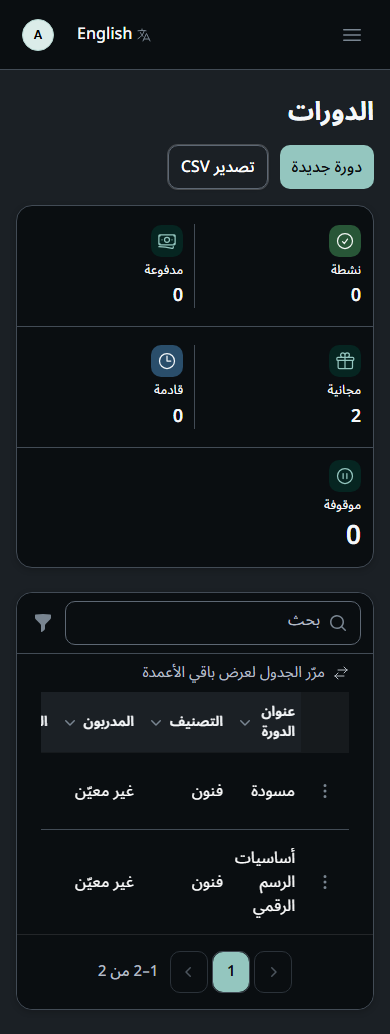 A
English
الدورات
دورة جديدة
تصدير CSV
نشطة
0
مدفوعة
0
مجانية
2
قادمة
0
موقوفة
0
بحث
مرّر الجدول لعرض باقي الأعمدة
عنوان الدورة
التصنيف
المدربون
ال
مسودة
فنون
غير معيّن
أساسيات الرسم الرقمي
فنون
غير معيّن
1
1–2 من 2